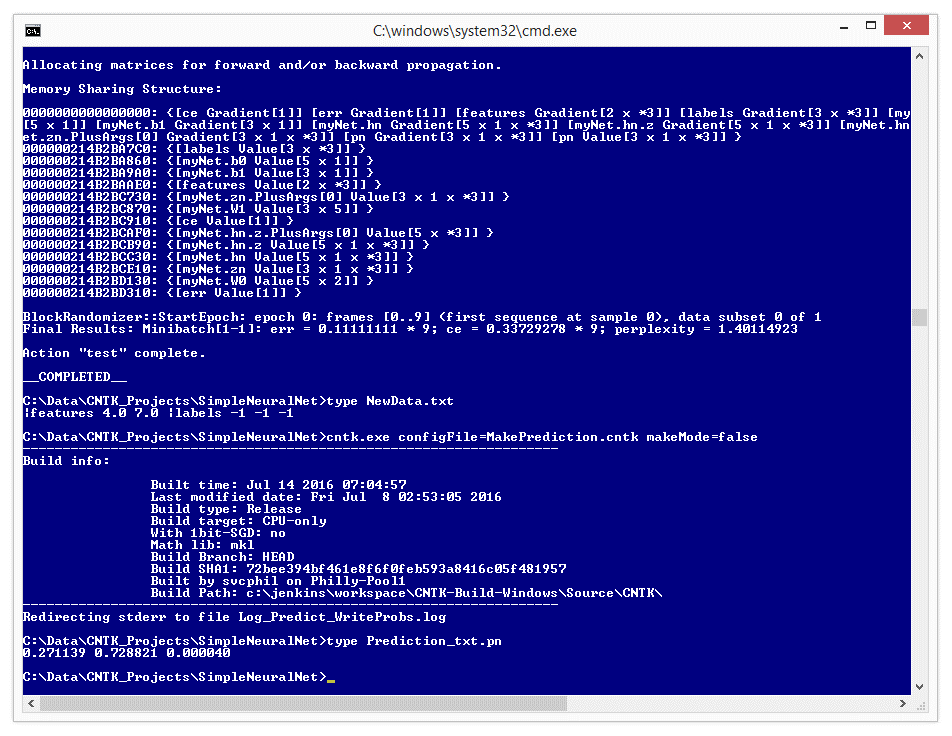 C:\windows\system32\cmd.exe
Allocating matrices for forward and/or backward propagation.
Memory Sharing Structure:
0000000000000000: {[ce Gradient[1]] [err Gradient[1]] [features Gradient[2 x *3]] [labels Gradient[3 x *3]] [my
[5 x 1]] [myNet.b1 Gradient[3 x 1]] [myNet.hn Gradient[5 x 1 x *3]] [myNet.hn.z Gradient[5 x 1 x *3]] [myNet.hn
et.zn.PlusArgs[0] Gradient[3 x 1 x *3]] [pn Gradient[3 x 1 x *3]] [pn Value[3 x 1 x *3]] }
000000214B2BA7C0: {[labels Value[3 x *3]] }
000000214B2BA860: {[myNet.b0 Value[5 x 1]] }
000000214B2BA9A0: {[myNet.b1 Value[3 x 1]] }
000000214B2BAAE0: {[features Value[2 x *3]] }
000000214B2BC730: {[myNet.zn.PlusArgs[0] Value[3 x 1 x *3]] }
000000214B2BC870: {[myNet.W1 Value[3 x 5]] }
000000214B2BC910: {[ce Value[1]] }
000000214B2BCAF0: {[myNet.hn.z.PlusArgs[0] Value[5 x *3]] }
000000214B2BCB90: {[myNet.hn.z Value[5 x 1 x *3]] }
000000214B2BCC30: {[myNet.hn Value[5 x 1 x *3]] }
000000214B2BCE10: {[myNet.zn Value[3 x 1 x *3]] }
000000214B2BD130: {[myNet.W0 Value[5 x 2]] }
000000214B2BD310: {[err Value[1]] }
BlockRandomizer::StartEpoch: epoch 0: frames [0..9] (first sequence at sample 0), data subset 0 of 1
Final Results: Minibatch[1-1]: err = 0.11111111 * 9; ce = 0.33729278 * 9; perplexity = 1.40114923
Action "test" complete.
__COMPLETED__
C:\Data\CNTK_Projects\SimpleNeuralNet>type NewData.txt
|features 4.0 7.0 |labels -1 -1 -1
C:\Data\CNTK_Projects\SimpleNeuralNet>cntk.exe configFile=MakePrediction.cntk makeMode=false
-------------------------------------------------------------------
Build info:
Built time: Jul 14 2016 07:04:57
Last modified date: Fri Jul  8 02:53:05 2016
Build type: Release
Build target: CPU-only
With 1bit-SGD: no
Math lib: mkl
Build Branch: HEAD
Build SHA1: 72bee394bf461e8f6f0feb593a8416c05f481957
Built by svcphil on Philly-Pool1
Build Path: c:\jenkins\workspace\CNTK-Build-Windows\Source\CNTK\
-------------------------------------------------------------------
Redirecting stderr to file Log_Predict_WriteProbs.log
C:\Data\CNTK_Projects\SimpleNeuralNet>type Prediction_txt.pn
0.271139 0.728821 0.000040
C:\Data\CNTK_Projects\SimpleNeuralNet>_